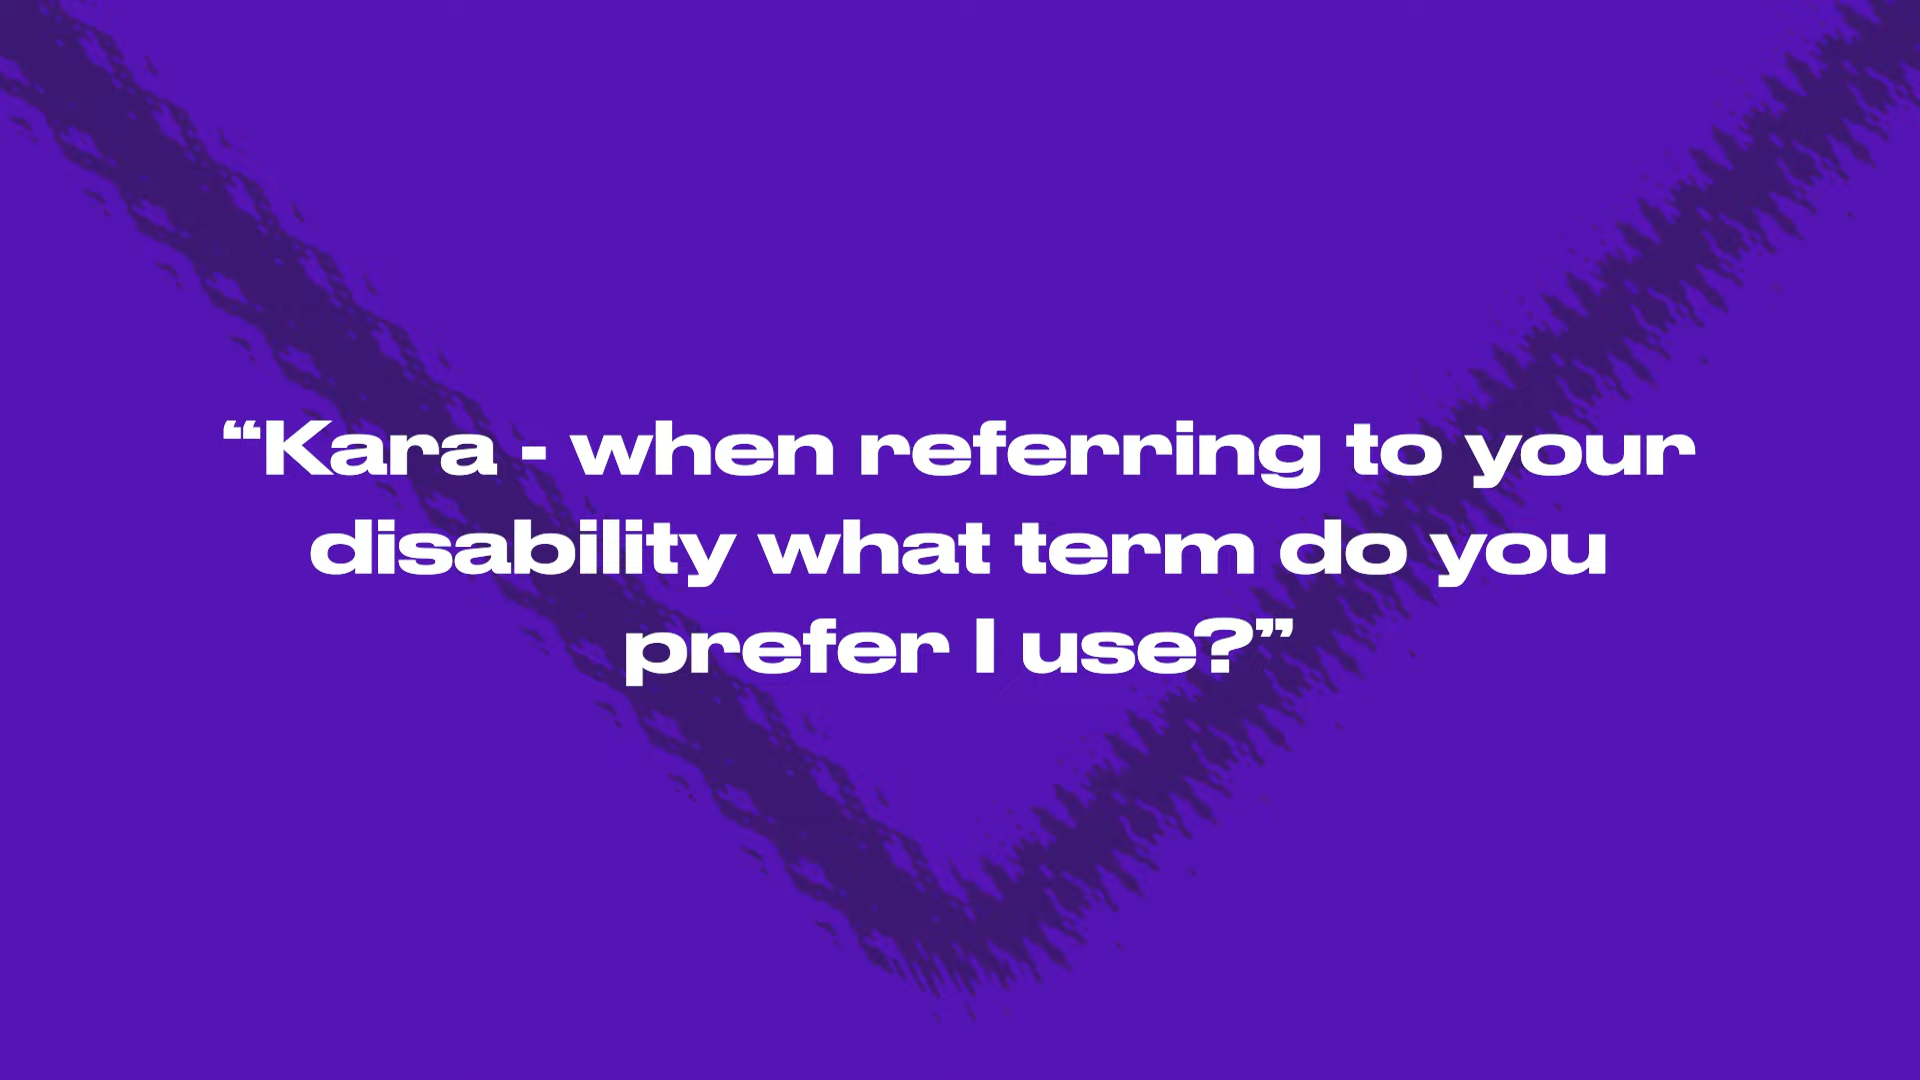 “Kara - when referring to your
disability what term do you
prefer I use?”